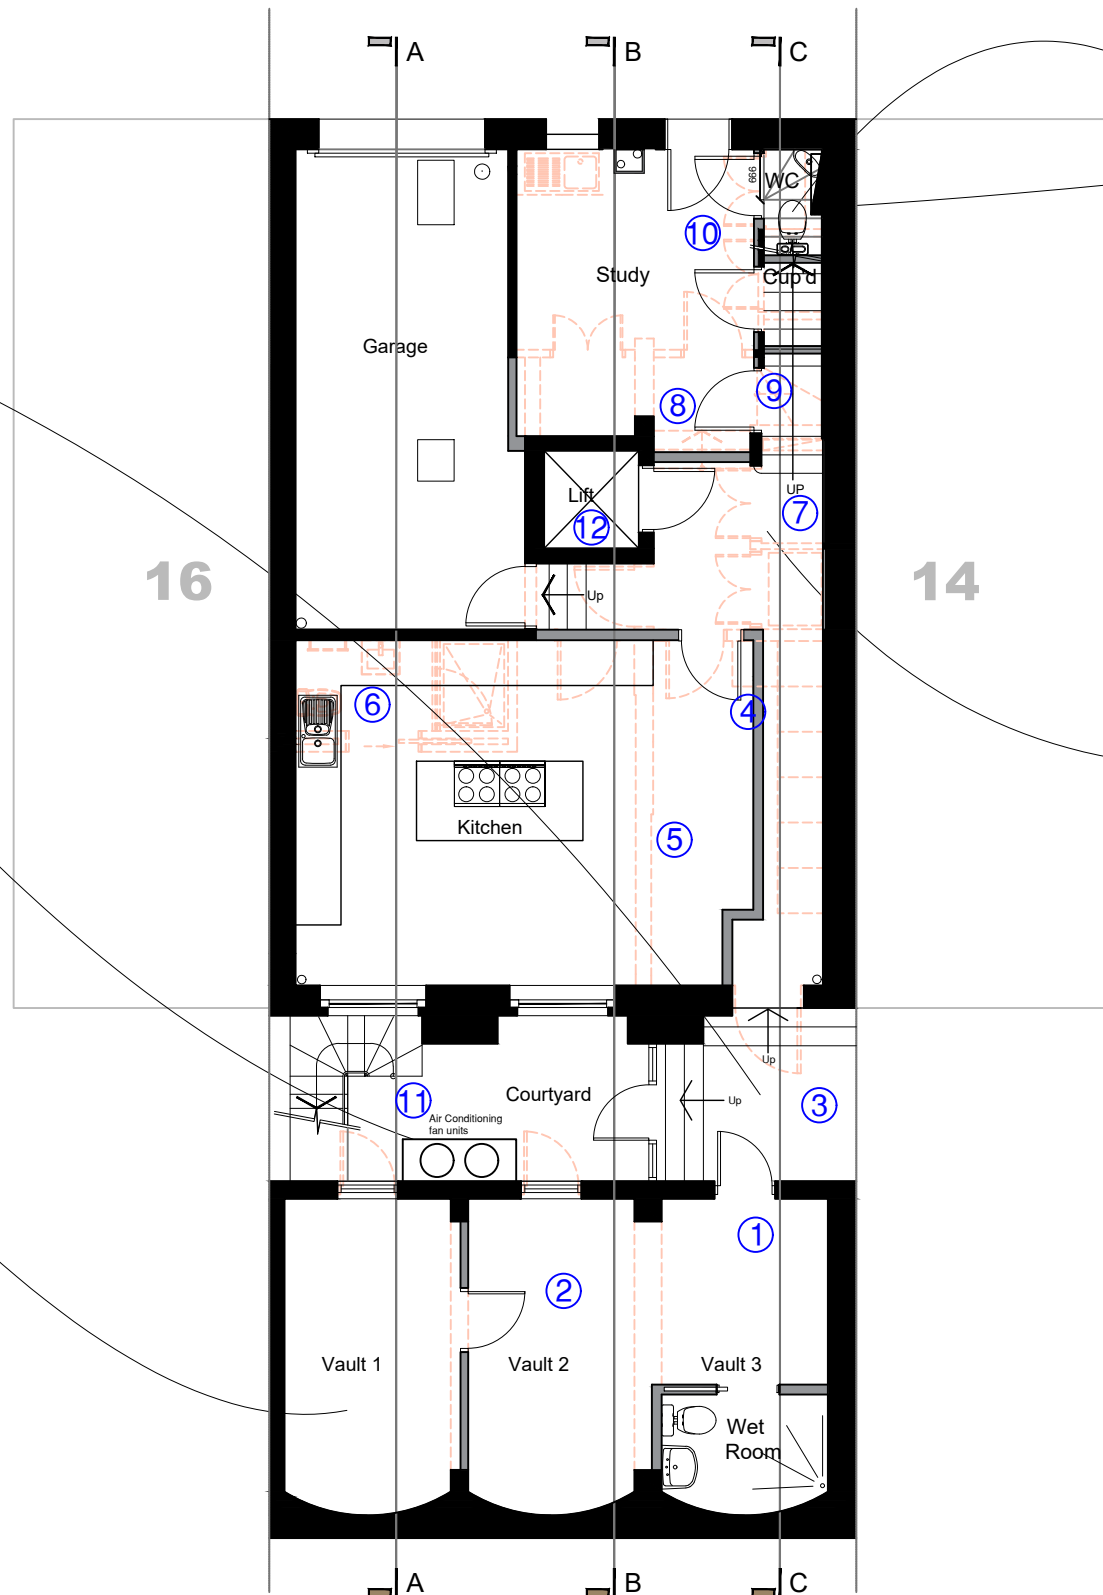 A
B
C
WC
666
10
Study
Cup'd
Garage
9
8
Lift
UP
7
12
16
14
Up
6
4
Kitchen
5
Up
Courtyard
Up
11
3
Air Conditioning
fan units
1
2
Vault 1
Vault 2
Vault 3
Wet
Room
A
B
C